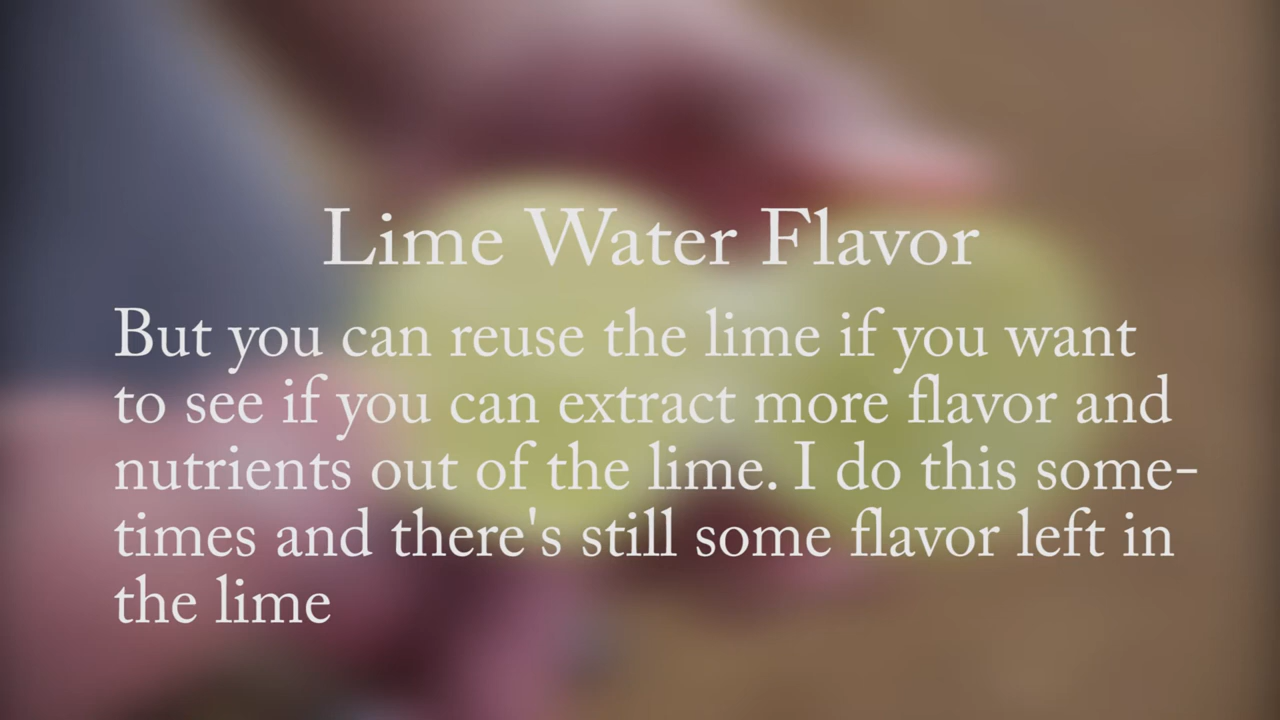 Lime Water Flavor
But you can reuse the lime if you want
to see if you can extract more flavor and
nutrients out of the lime. I do this some-
times and there's still some flavor left in
the lime